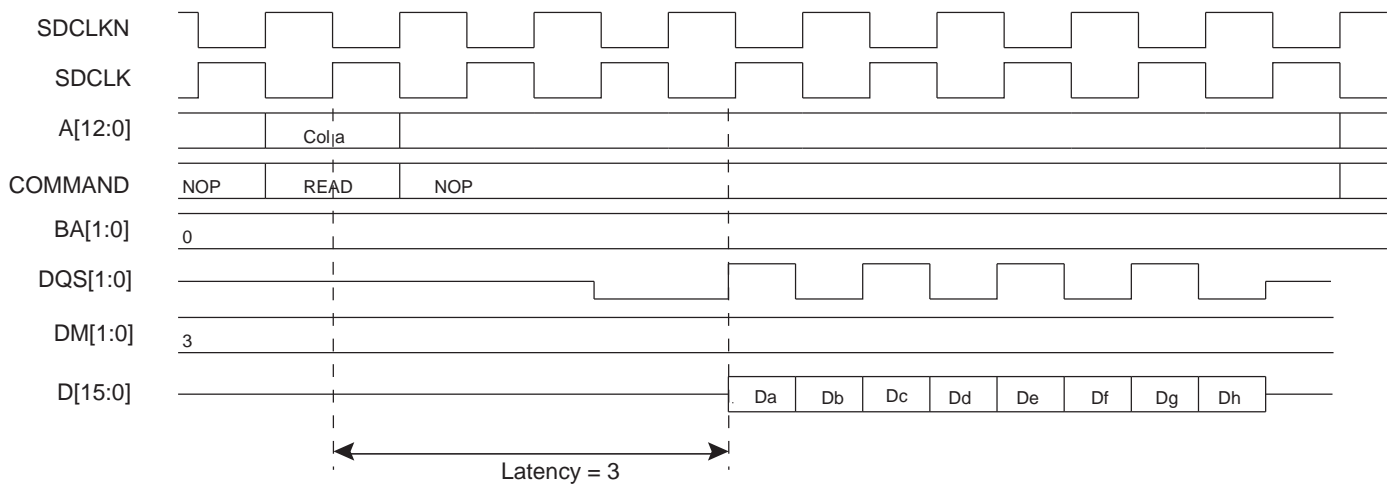 SDCLKN
SDCLK
A[12:0]
Col a
COMMAND
NOP READ NOP
BA[1:0]
0
DQS[1:0]
DM[1:0]
3
D[15:0]
Da Db Dc Dd De Df Dg Dh
Latency = 3